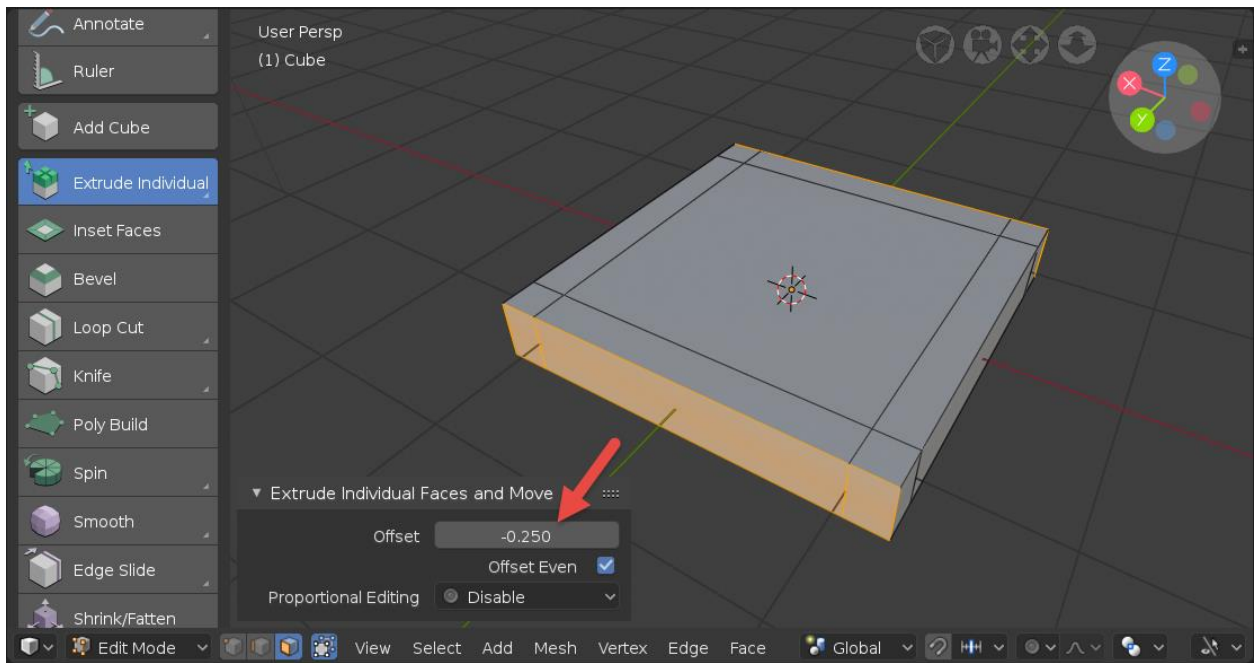 Annotate
Ruler
Add Cube
Extrude Individual
Inset Faces
Bevel
Loop Cut
Knife
Poly Build
Spin
Smooth
Edge Slide
Shrink/Fatten
User Persp
(1) Cube
Z
X
Y
Extrude Individual Faces and Move
Offset -0.250
Offset Even
Proportional Editing Disable
Edit Mode View Select Add Mesh Vertex Edge Face Global